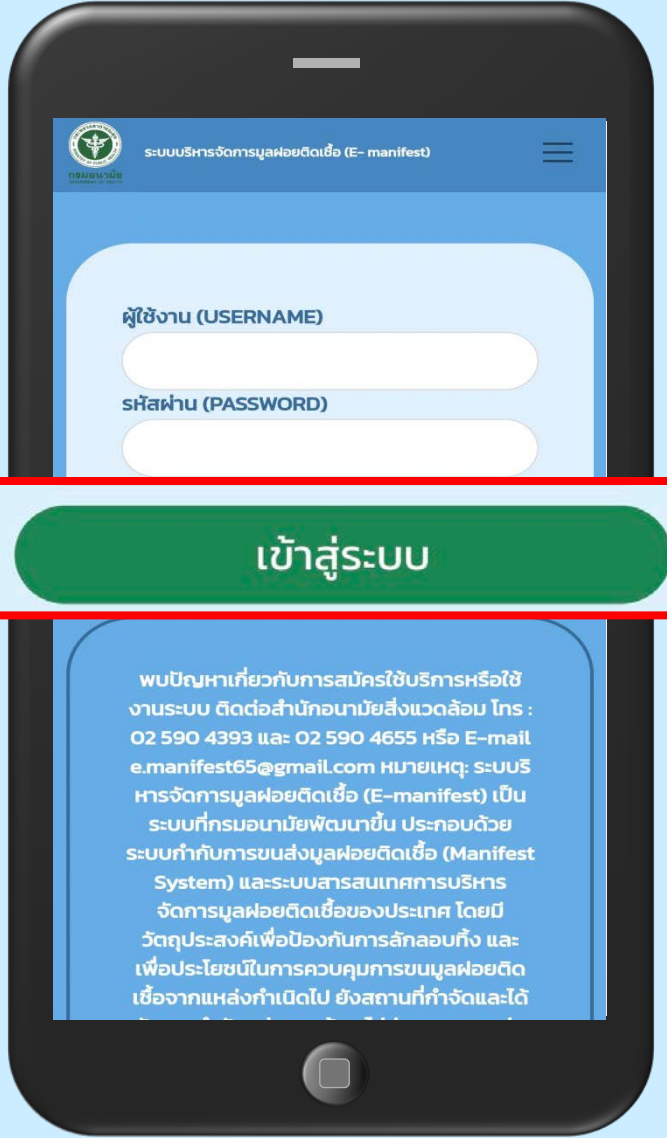 ระบบบริหารจัดการมูลฝอยติดเชื้อ (E- manifest)
กรมอนามัย
ผู้ใช้งาน (USERNAME)
รหัสผ่าน (PASSWORD)
เข้าสู่ระบบ
พบปัญหาเกี่ยวกับการสมัครใช้บริการหรือใช้
งานระบบ ติดต่อสำนักอนามัยสิ่งแวดล้อม โทร :
02 590 4393 และ 02 590 4655 หรือ E-mail
e.manifest65@gmail.com หมายเหตุ: ระบบริ
หารจัดการมูลฝอยติดเชื้อ (E-manifest) เป็น
ระบบที่กรมอนามัยพัฒนาขึ้น ประกอบด้วย
ระบบกำกับการขนส่งมูลฝอยติดเชื้อ (Manifest
System) และระบบสารสนเทศการบริหาร
จัดการมูลฝอยติดเชื้อของประเทศ โดยมี
วัตถุประสงค์เพื่อป้องกันการลักลอบทิ้ง และ
เพื่อประโยชน์ในการควบคุมการขนมูลฝอยติด
เชื้อจากแหล่งกำเนิดไป ยังสถานที่กำจัดและได้